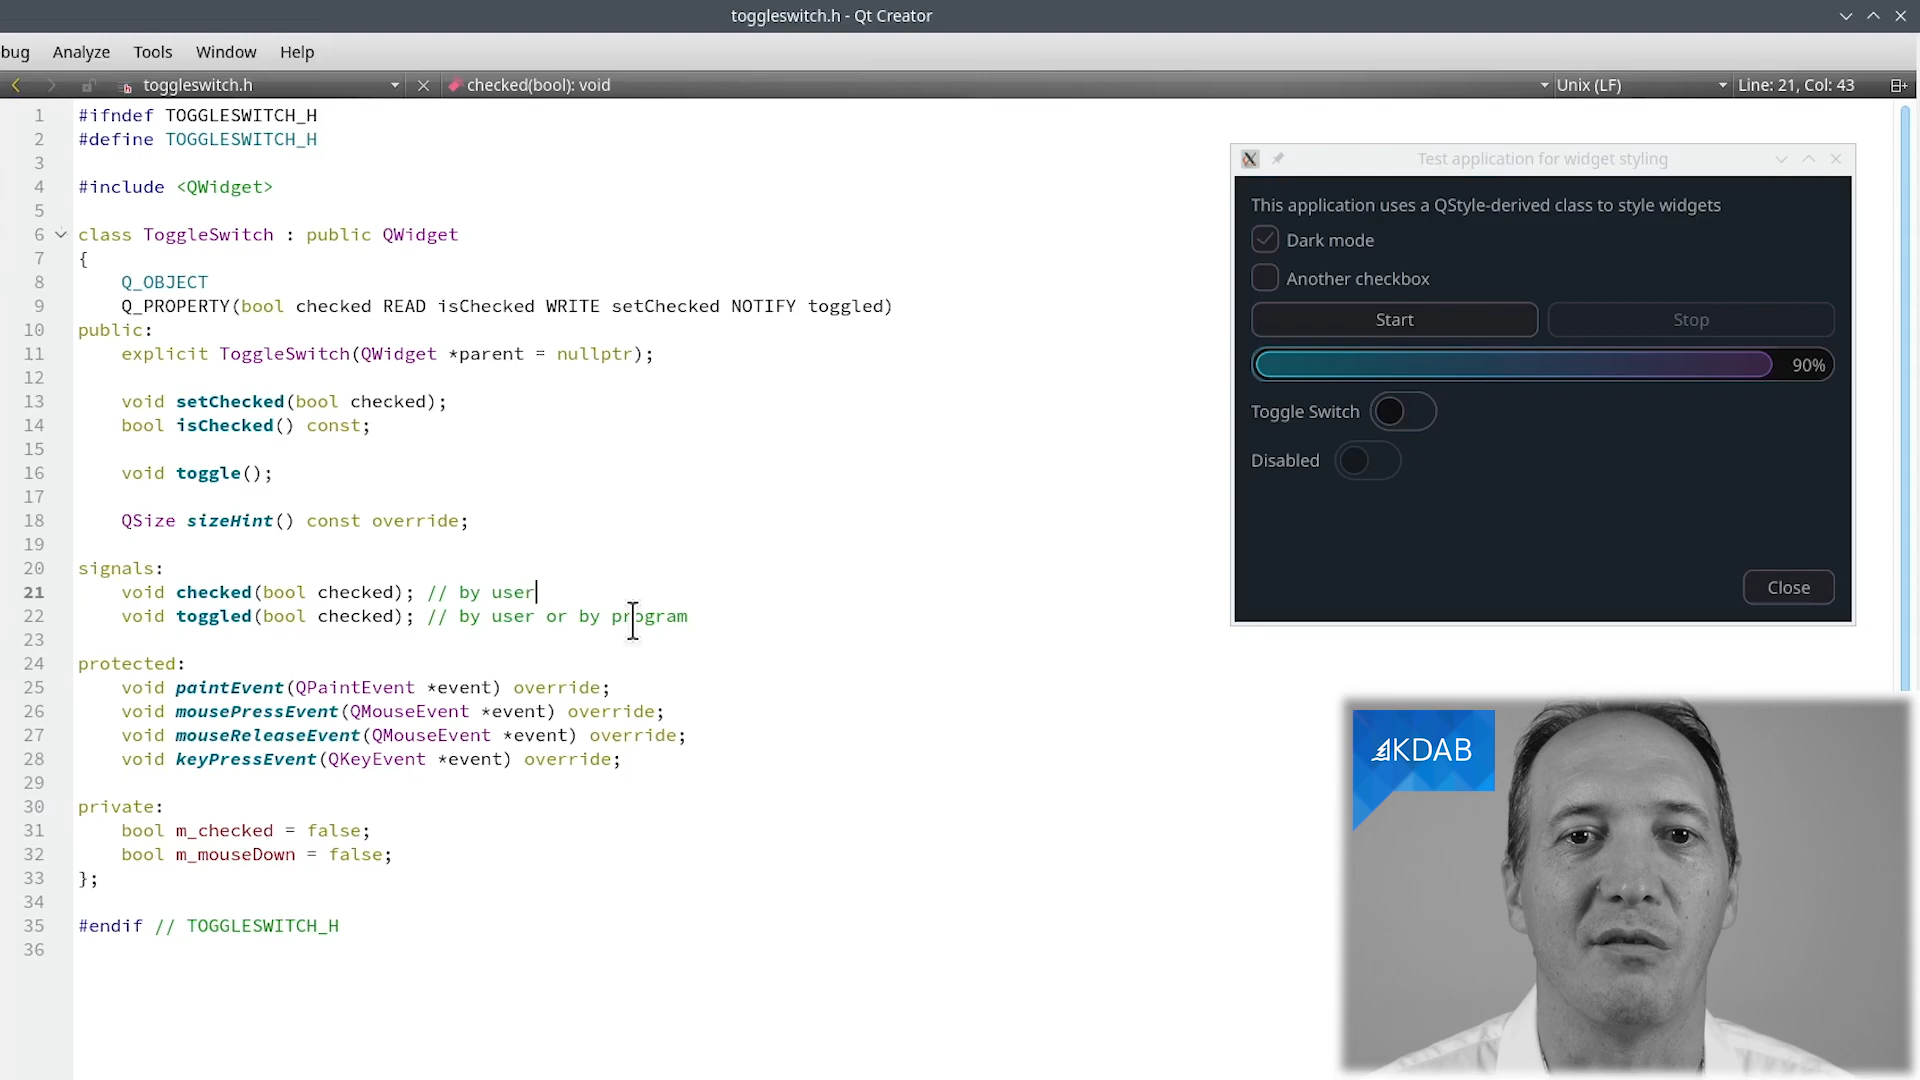 toggleswitch.h - Qt Creator
bug Analyze Tools Window Help
toggleswitch.h checked(bool): void Unix (LF) Line: 21, Col: 43
1 #ifndef TOGGLESWITCH_H
2 #define TOGGLESWITCH_H
3
4 #include <QWidget>
5
6 class ToggleSwitch : public QWidget
7 {
8 Q_OBJECT
9 Q_PROPERTY(bool checked READ isChecked WRITE setChecked NOTIFY toggled)
10 public:
11 explicit ToggleSwitch(QWidget *parent = nullptr);
12
13 void setChecked(bool checked);
14 bool isChecked() const;
15
16 void toggle();
17
18 QSize sizeHint() const override;
19
20 signals:
21 void checked(bool checked); // by user
22 void toggled(bool checked); // by user or by program
23
24 protected:
25 void paintEvent(QPaintEvent *event) override;
26 void mousePressEvent(QMouseEvent *event) override;
27 void mouseReleaseEvent(QMouseEvent *event) override;
28 void keyPressEvent(QKeyEvent *event) override;
29
30 private:
31 bool m_checked = false;
32 bool m_mouseDown = false;
33 };
34
35 #endif // TOGGLESWITCH_H
36
Test application for widget styling
This application uses a QStyle-derived class to style widgets
Dark mode
Another checkbox
Start Stop
90%
Toggle Switch
Disabled
Close
KDAB